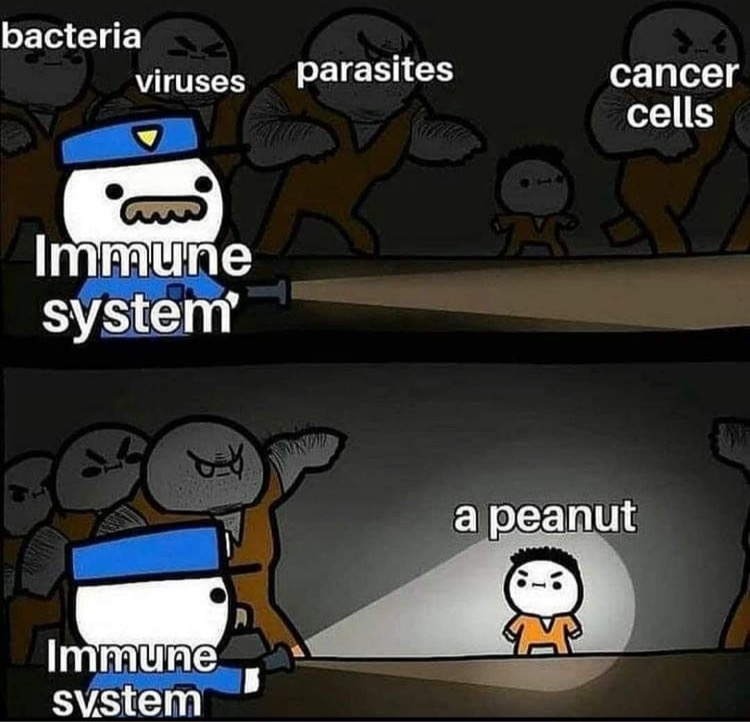 bacteria
viruses
parasites
cancer
cells
Immune
system
a peanut
Immune
system